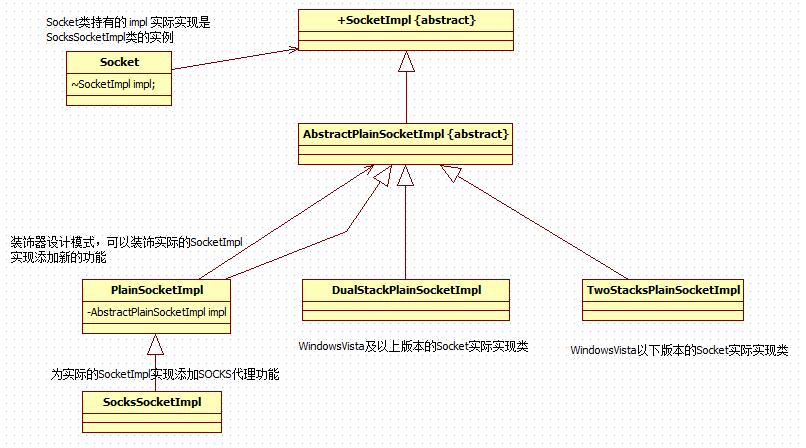 Socket类持有的 impl 实际实现是
SocksSocketImpl类的实例
+SocketImpl {abstract}
Socket
~SocketImpl impl;
AbstractPlainSocketImpl {abstract}
装饰器设计模式，可以装饰实际的SocketImpl
实现添加新的功能
PlainSocketImpl
-AbstractPlainSocketImpl impl
DualStackPlainSocketImpl
TwoStacksPlainSocketImpl
WindowsVista及以上版本的Socket实际实现类
WindowsVista以下版本的Socket实际实现类
为实际的SocketImpl实现添加SOCKS代理功能
SocksSocketImpl